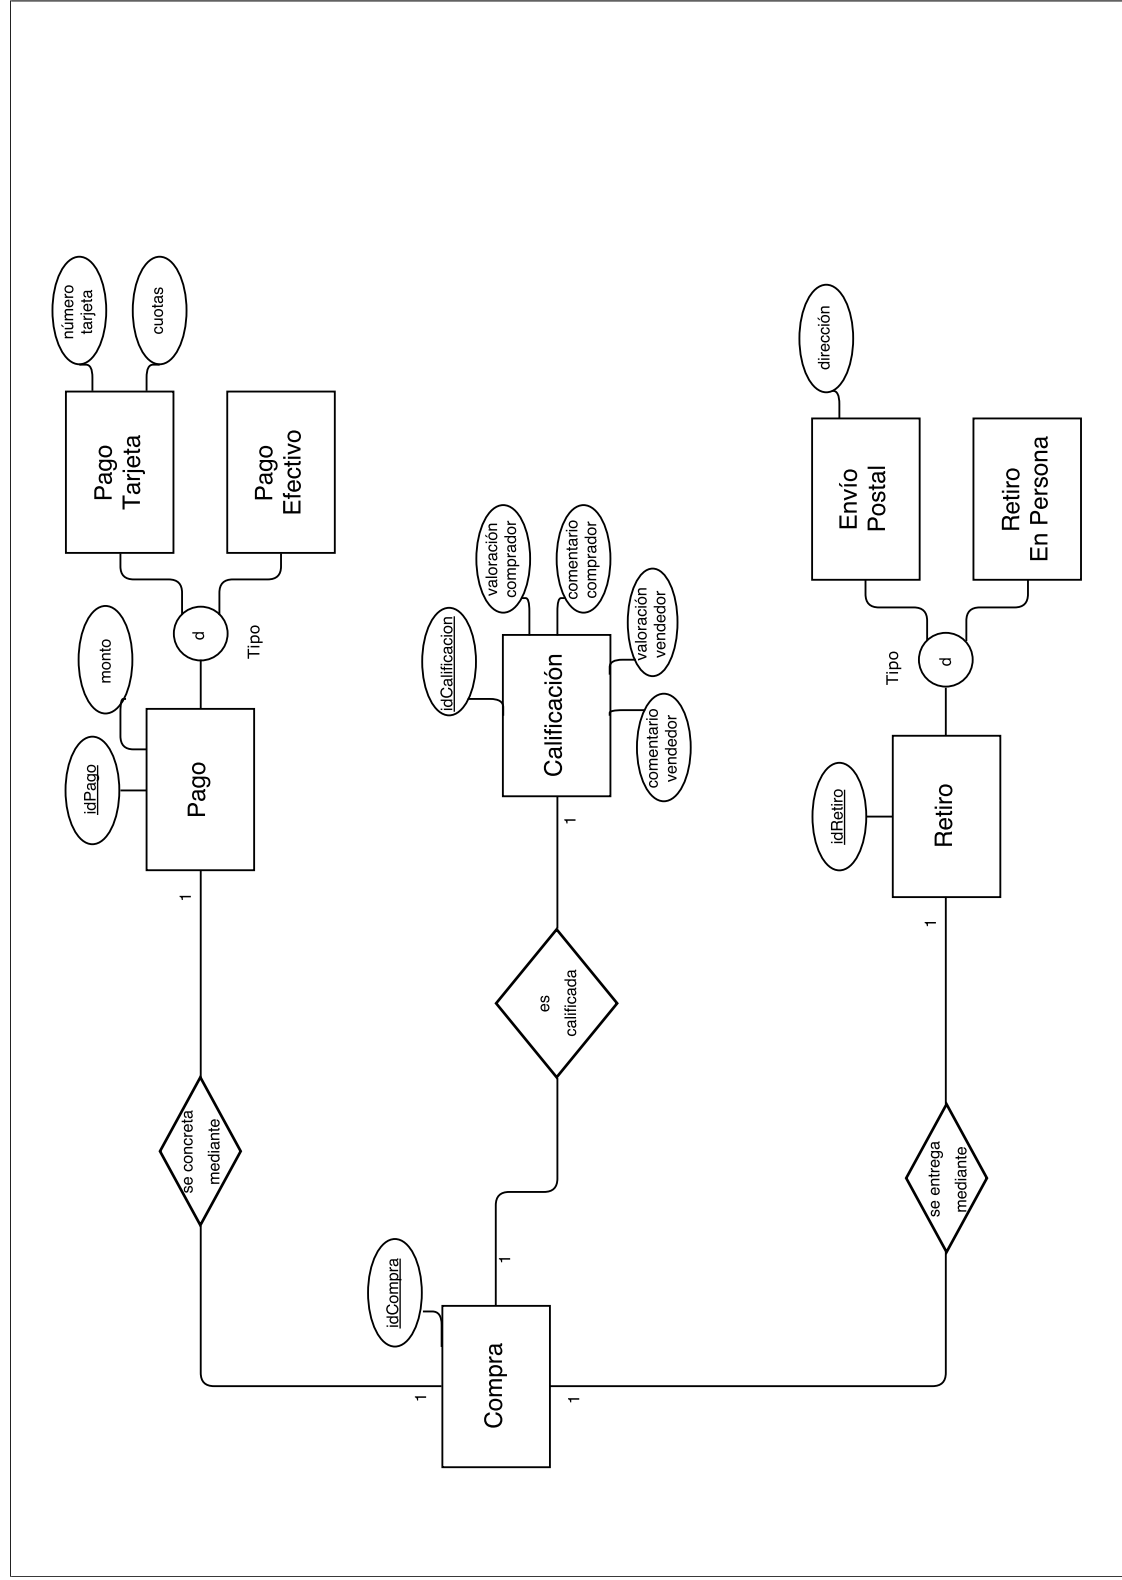 número
tarjeta
cuotas
Pago
Tarjeta
Pago
Efectivo
monto
d
Tipo
idPago
Pago
1
se concreta
mediante
1
idCompra
Compra
1
es
calificada
1
Calificación
idCalificacion
valoración
comprador
comentario
comprador
valoración
vendedor
comentario
vendedor
1
se entrega
mediante
1
Retiro
idRetiro
Tipo
d
Envío
Postal
dirección
Retiro
En Persona